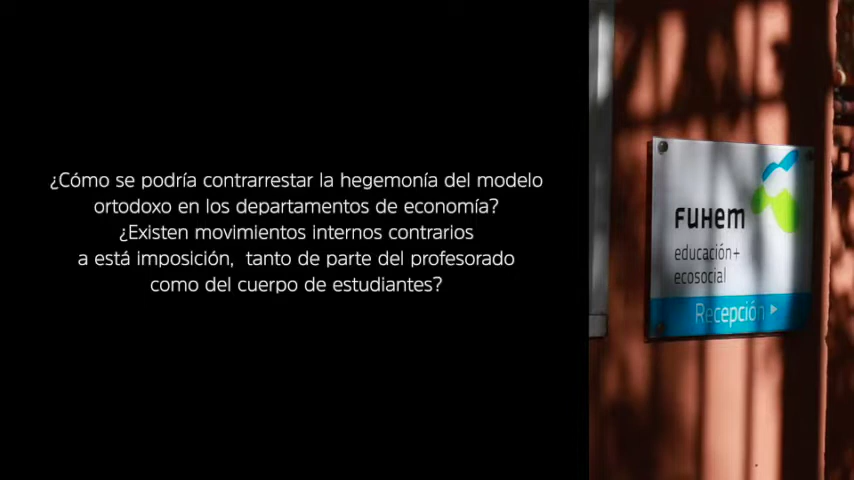 ¿Cómo se podría contrarrestar la hegemonía del modelo
ortodoxo en los departamentos de economía?
¿Existen movimientos internos contrarios
a está imposición, tanto de parte del profesorado
como del cuerpo de estudiantes?
FUHem
educación+
ecosocial
Recepción